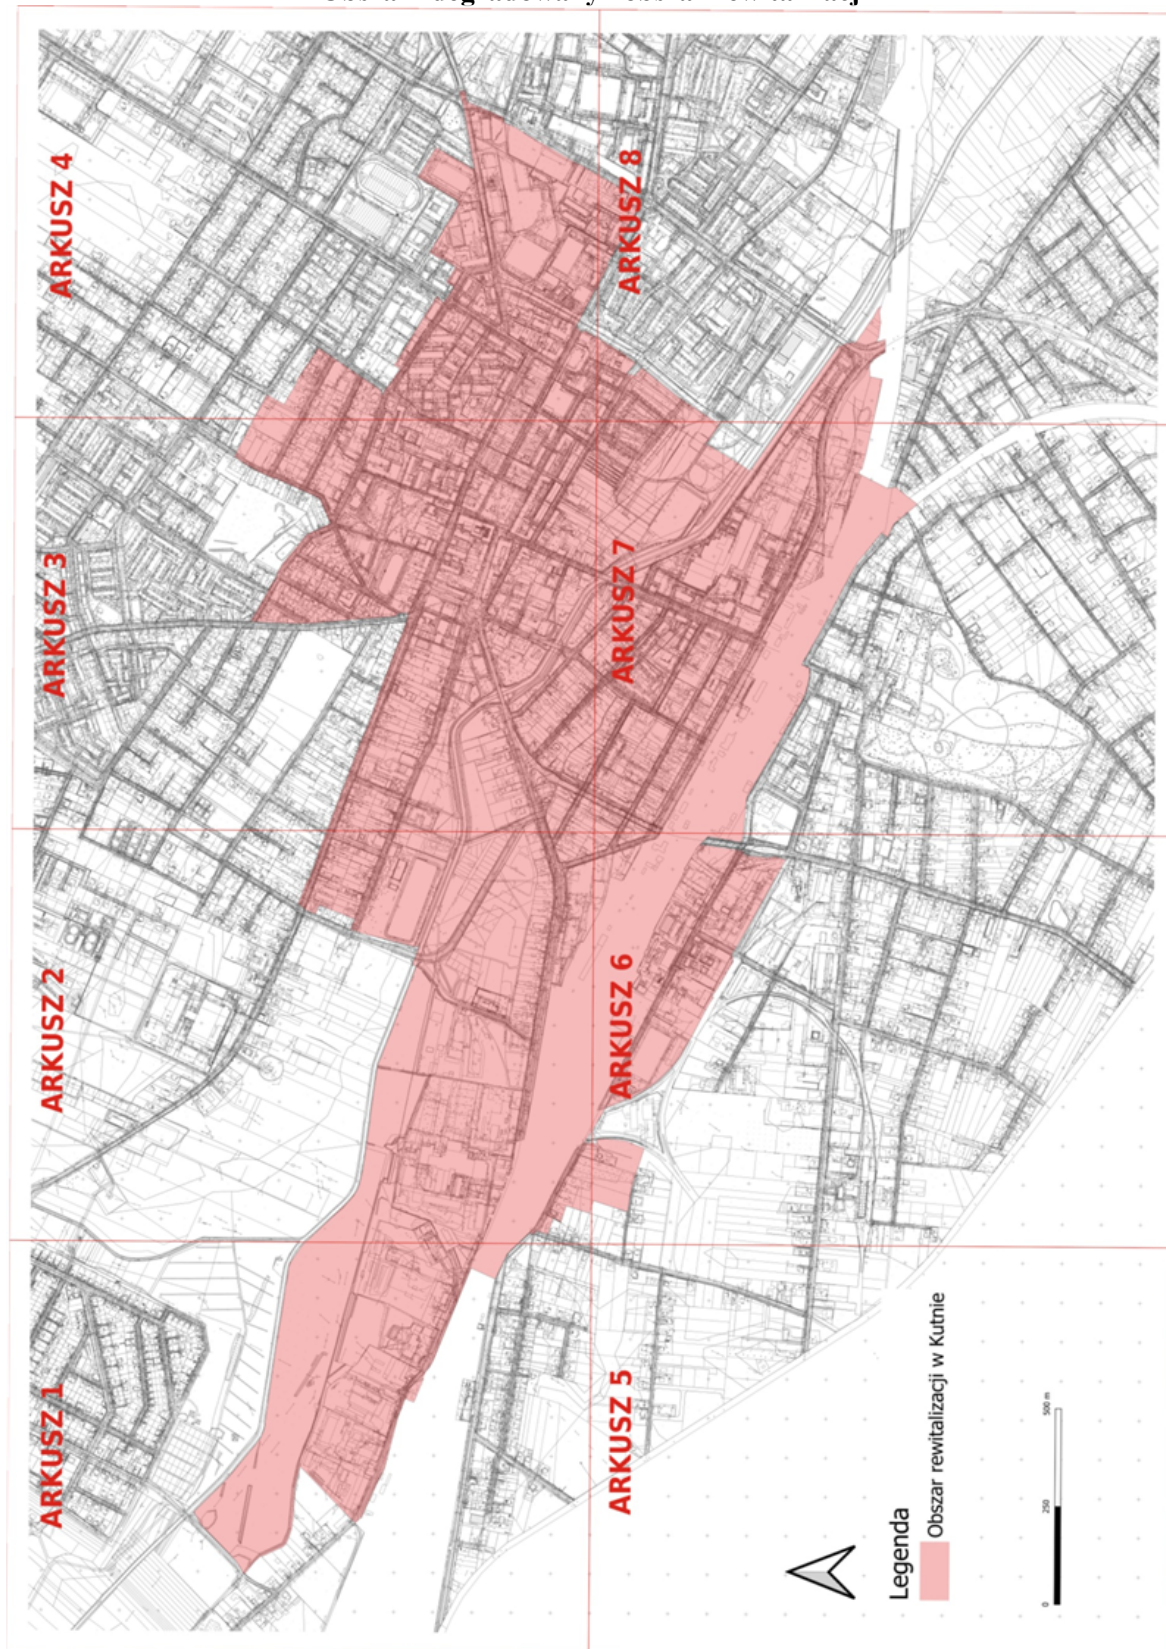 ARKUSZ 1
ARKUSZ 2
ARKUSZ 3
ARKUSZ 4
ARKUSZ 5
ARKUSZ 6
ARKUSZ 7
ARKUSZ 8
Legenda
Obszar rewitalizacji w Kutnie
0 250 500 m